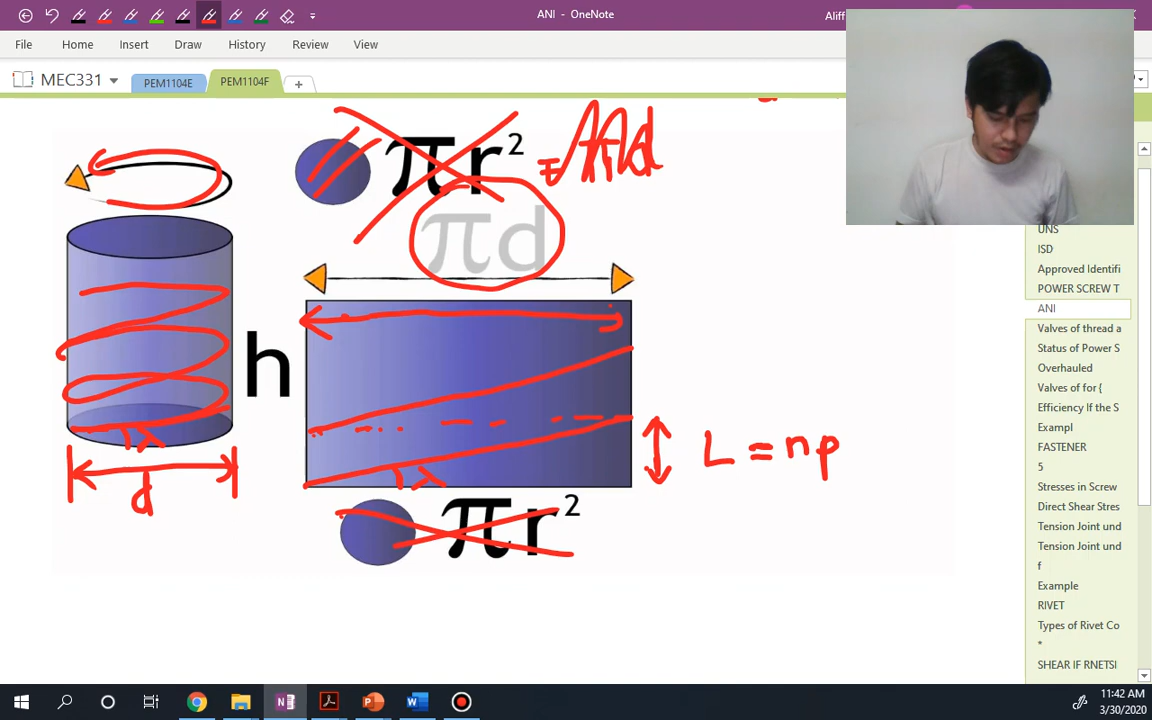 ANI - OneNote
Aliff
File Home Insert Draw History Review View
MEC331 PEM1104E PEM1104F
πr²
πd
h
L = np
λ
λ
d
πr²
UNS
ISD
Approved Identifi
POWER SCREW T
ANI
Valves of thread a
Status of Power S
Overhauled
Valves of for {
Efficiency If the S
Exampl
FASTENER
5
Stresses in Screw
Direct Shear Stres
Tension Joint und
Tension Joint und
f
Example
RIVET
Types of Rivet Co
*
SHEAR IF RNETSI
11:42 AM
3/30/2020